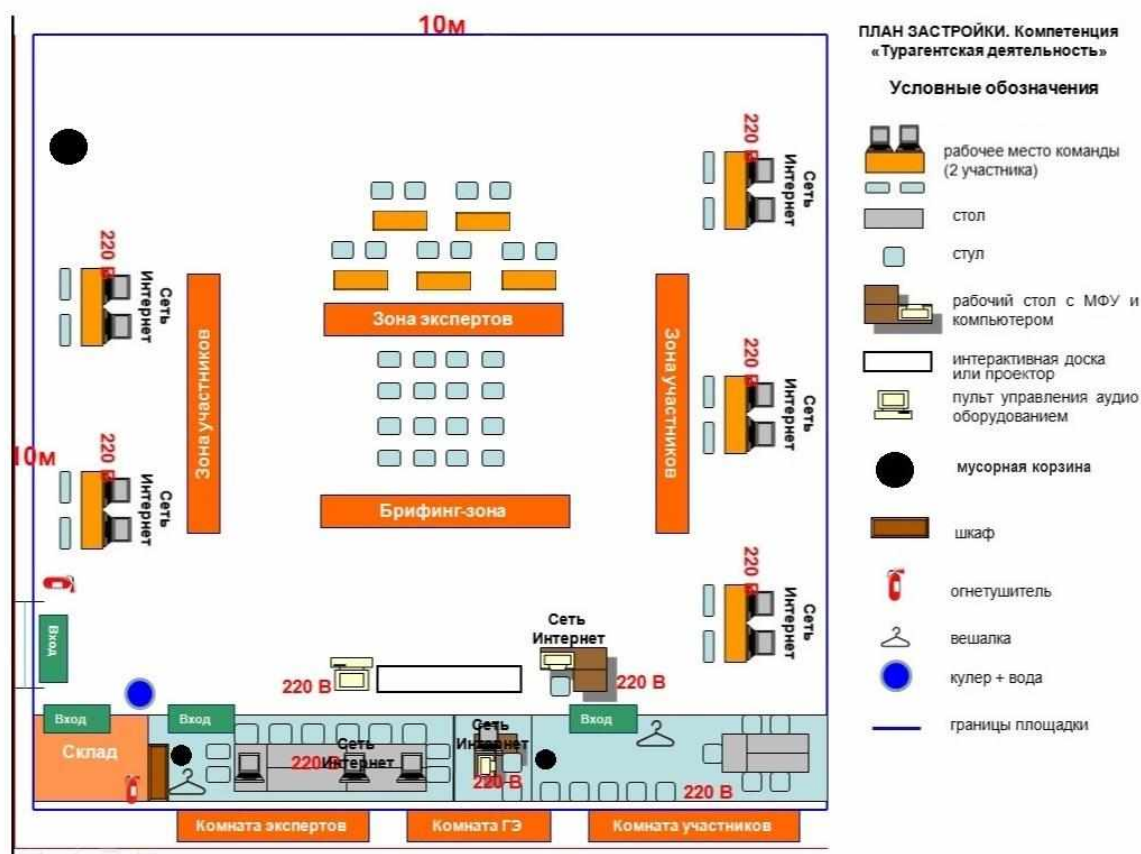 10м
ПЛАН ЗАСТРОЙКИ. Компетенция
«Турагентская деятельность»
Условные обозначения
рабочее место команды
(2 участника)
стол
стул
рабочий стол с МФУ и
компьютером
интерактивная доска
или проектор
пульт управления аудио
оборудованием
мусорная корзина
шкаф
огнетушитель
вешалка
кулер + вода
границы площадки
220 В
Сеть
Интернет
220 В
Сеть
Интернет
Зона экспертов
Зона участников
Зона участников
220 В
Сеть
Интернет
10м
220 В
Сеть
Интернет
Брифинг-зона
220 В
Сеть
Интернет
Вход
Сеть
Интернет
220 В
220 В
Вход
Вход
Вход
Склад
Сеть
Интернет
220 В
Сеть
Интернет
220 В
220 В
Комната экспертов
Комната ГЭ
Комната участников